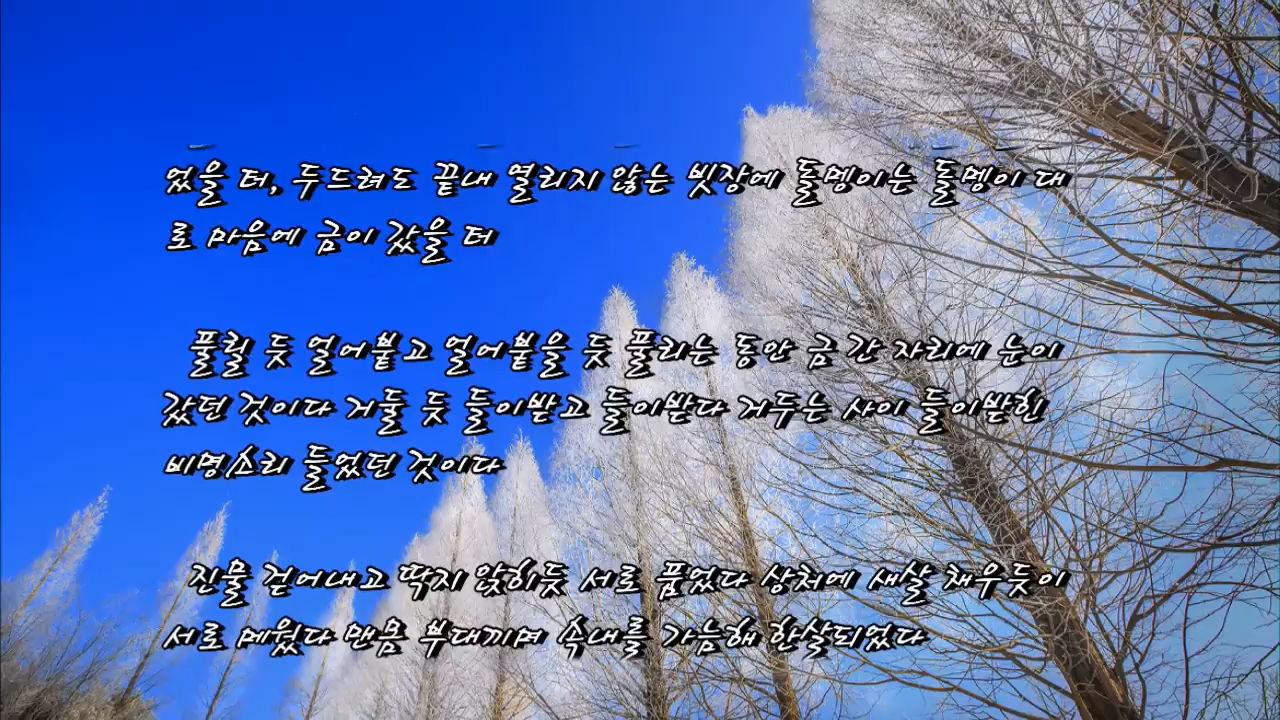 었을 터, 두드려도 끝내 열리지 않는 빗장에 돌멩이는 돌멩이 대
로 마음에 금이 갔을 터
풀릴 듯 얼어붙고 얼어붙을 듯 풀리는 동안 금 간 자리에 눈이
갔던 것이다 거둘 듯 들이받고 들이받다 거두는 사이 들이받힌
비명소리 들었던 것이다
진물 걷어내고 딱지 앉히듯 서로 품었다 상처에 새살 채우듯이
서로 메웠다 맨몸 부대끼며 속내를 가늠해 한살되었다